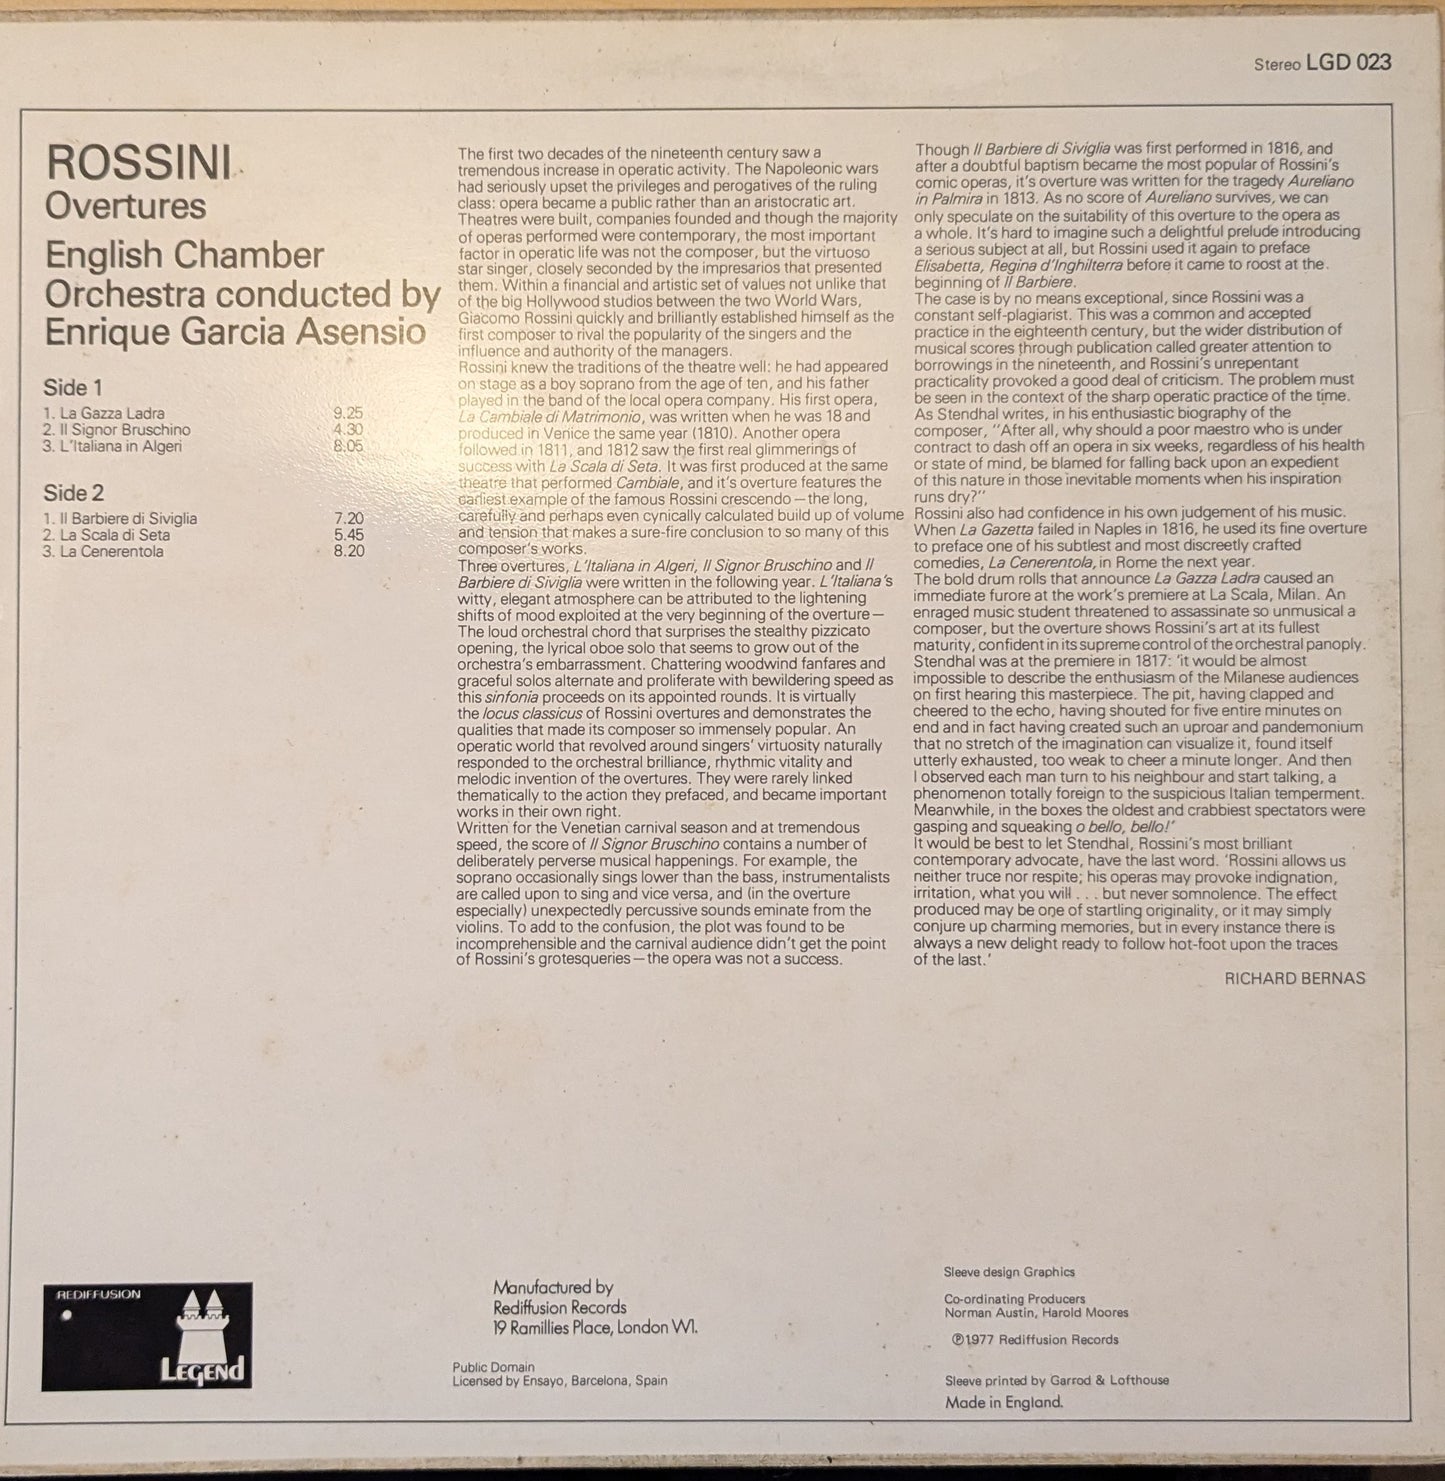 Stereo LGD 023
ROSSINI
Overtures
English Chamber
Orchestra conducted by
Enrique Garcia Asensio
Side 1
1. La Gazza Ladra 9.25
2. Il Signor Bruschino 4.30
3. L'Italiana in Algeri 8.05
Side 2
1. Il Barbiere di Siviglia 7.20
2. La Scala di Seta 5.45
3. La Cenerentola 8.20
The first two decades of the nineteenth century saw a
tremendous increase in operatic activity. The Napoleonic wars
had seriously upset the privileges and perogatives of the ruling
class: opera became a public rather than an aristocratic art.
Theatres were built, companies founded and though the majority
of operas performed were contemporary, the most important
factor in operatic life was not the composer, but the virtuoso
star singer, closely seconded by the impresarios that presented
them. Within a financial and artistic set of values not unlike that
of the big Hollywood studios between the two World Wars,
Giacomo Rossini quickly and brilliantly established himself as the
first composer to rival the popularity of the singers and the
influence and authority of the managers.
Rossini knew the traditions of the theatre well: he had appeared
on stage as a boy soprano from the age of ten, and his father
played in the band of the local opera company. His first opera,
La Cambiale di Matrimonio, was written when he was 18 and
produced in Venice the same year (1810). Another opera
followed in 1811, and 1812 saw the first real glimmerings of
success with La Scala di Seta. It was first produced at the same
theatre that performed Cambiale, and it's overture features the
earliest example of the famous Rossini crescendo — the long,
carefully and perhaps even cynically calculated build up of volume
and tension that makes a sure-fire conclusion to so many of this
composer's works.
Three overtures, L'Italiana in Algeri, Il Signor Bruschino and Il
Barbiere di Siviglia were written in the following year. L'Italiana's
witty, elegant atmosphere can be attributed to the lightening
shifts of mood exploited at the very beginning of the overture —
The loud orchestral chord that surprises the stealthy pizzicato
opening, the lyrical oboe solo that seems to grow out of the
orchestra's embarrassment. Chattering woodwind fanfares and
graceful solos alternate and proliferate with bewildering speed as
this sinfonia proceeds on its appointed rounds. It is virtually
the locus classicus of Rossini overtures and demonstrates the
qualities that made its composer so immensely popular. An
operatic world that revolved around singers' virtuosity naturally
responded to the orchestral brilliance, rhythmic vitality and
melodic invention of the overtures. They were rarely linked
thematically to the action they prefaced, and became important
works in their own right.
Written for the Venetian carnival season and at tremendous
speed, the score of Il Signor Bruschino contains a number of
deliberately perverse musical happenings. For example, the
soprano occasionally sings lower than the bass, instrumentalists
are called upon to sing and vice versa, and (in the overture
especially) unexpectedly percussive sounds eminate from the
violins. To add to the confusion, the plot was found to be
incomprehensible and the carnival audience didn't get the point
of Rossini's grotesqueries — the opera was not a success.
Though Il Barbiere di Siviglia was first performed in 1816, and
after a doubtful baptism became the most popular of Rossini's
comic operas, it's overture was written for the tragedy Aureliano
in Palmira in 1813. As no score of Aureliano survives, we can
only speculate on the suitability of this overture to the opera as
a whole. It's hard to imagine such a delightful prelude introducing
a serious subject at all, but Rossini used it again to preface
Elisabetta, Regina d'Inghilterra before it came to roost at the
beginning of Il Barbiere.
The case is by no means exceptional, since Rossini was a
constant self-plagiarist. This was a common and accepted
practice in the eighteenth century, but the wider distribution of
musical scores through publication called greater attention to
borrowings in the nineteenth, and Rossini's unrepentant
practicality provoked a good deal of criticism. The problem must
be seen in the context of the sharp operatic practice of the time.
As Stendhal writes, in his enthusiastic biography of the
composer, "After all, why should a poor maestro who is under
contract to dash off an opera in six weeks, regardless of his health
or state of mind, be blamed for falling back upon an expedient
of this nature in those inevitable moments when his inspiration
runs dry?"
Rossini also had confidence in his own judgement of his music.
When La Gazetta failed in Naples in 1816, he used its fine overture
to preface one of his subtlest and most discreetly crafted
comedies, La Cenerentola, in Rome the next year.
The bold drum rolls that announce La Gazza Ladra caused an
immediate furore at the work's premiere at La Scala, Milan. An
enraged music student threatened to assassinate so unmusical a
composer, but the overture shows Rossini's art at its fullest
maturity, confident in its supreme control of the orchestral panoply.
Stendhal was at the premiere in 1817: 'it would be almost
impossible to describe the enthusiasm of the Milanese audiences
on first hearing this masterpiece. The pit, having clapped and
cheered to the echo, having shouted for five entire minutes on
end and in fact having created such an uproar and pandemonium
that no stretch of the imagination can visualize it, found itself
utterly exhausted, too weak to cheer a minute longer. And then
I observed each man turn to his neighbour and start talking, a
phenomenon totally foreign to the suspicious Italian temperment.
Meanwhile, in the boxes the oldest and crabbiest spectators were
gasping and squeaking o bello, bello!'
It would be best to let Stendhal, Rossini's most brilliant
contemporary advocate, have the last word. 'Rossini allows us
neither truce nor respite; his operas may provoke indignation,
irritation, what you will . . . but never somnolence. The effect
produced may be one of startling originality, or it may simply
conjure up charming memories, but in every instance there is
always a new delight ready to follow hot-foot upon the traces
of the last.'
RICHARD BERNAS
REDIFFUSION
LEGEND
Manufactured by
Rediffusion Records
19 Ramillies Place, London W1.
Public Domain
Licensed by Ensayo, Barcelona, Spain
Sleeve design Graphics
Co-ordinating Producers
Norman Austin, Harold Moores
℗1977 Rediffusion Records
Sleeve printed by Garrod & Lofthouse
Made in England.